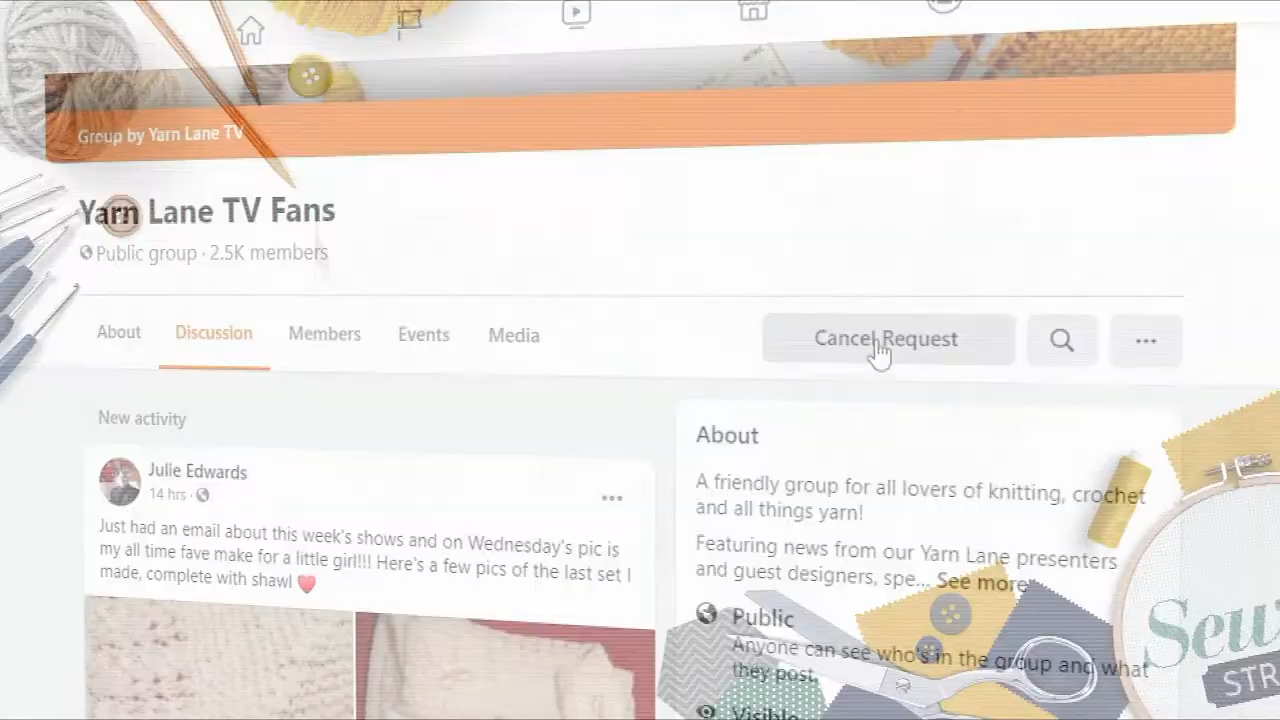 Group by Yarn Lane TV
Yarn Lane TV Fans
Public group · 2.5K members
About Discussion Members Events Media
Cancel Request
New activity
Julie Edwards
14 hrs ·
Just had an email about this week's shows and on Wednesday's pic is
my all time fave make for a little girl!!! Here's a few pics of the last set I
made, complete with shawl ❤️
About
A friendly group for all lovers of knitting, crochet
and all things yarn!
Featuring news from our Yarn Lane presenters
and guest designers, spe... See more
Public
Anyone can see who's in the group and what
they post.
Visible